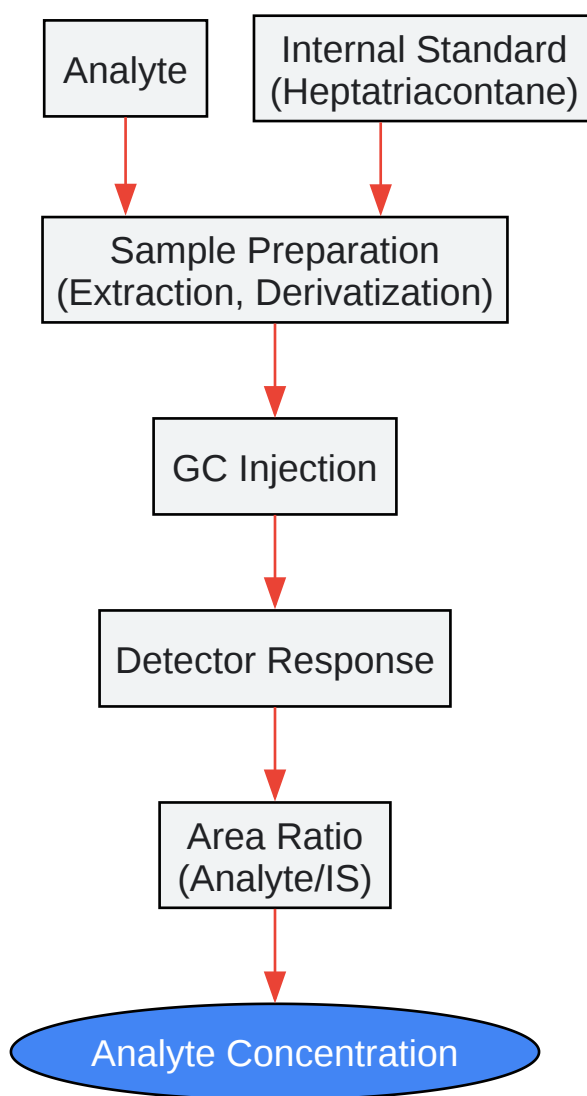 Analyte
Internal Standard
(Heptatriacontane)
Sample Preparation
(Extraction, Derivatization)
GC Injection
Detector Response
Area Ratio
(Analyte/IS)
Analyte Concentration